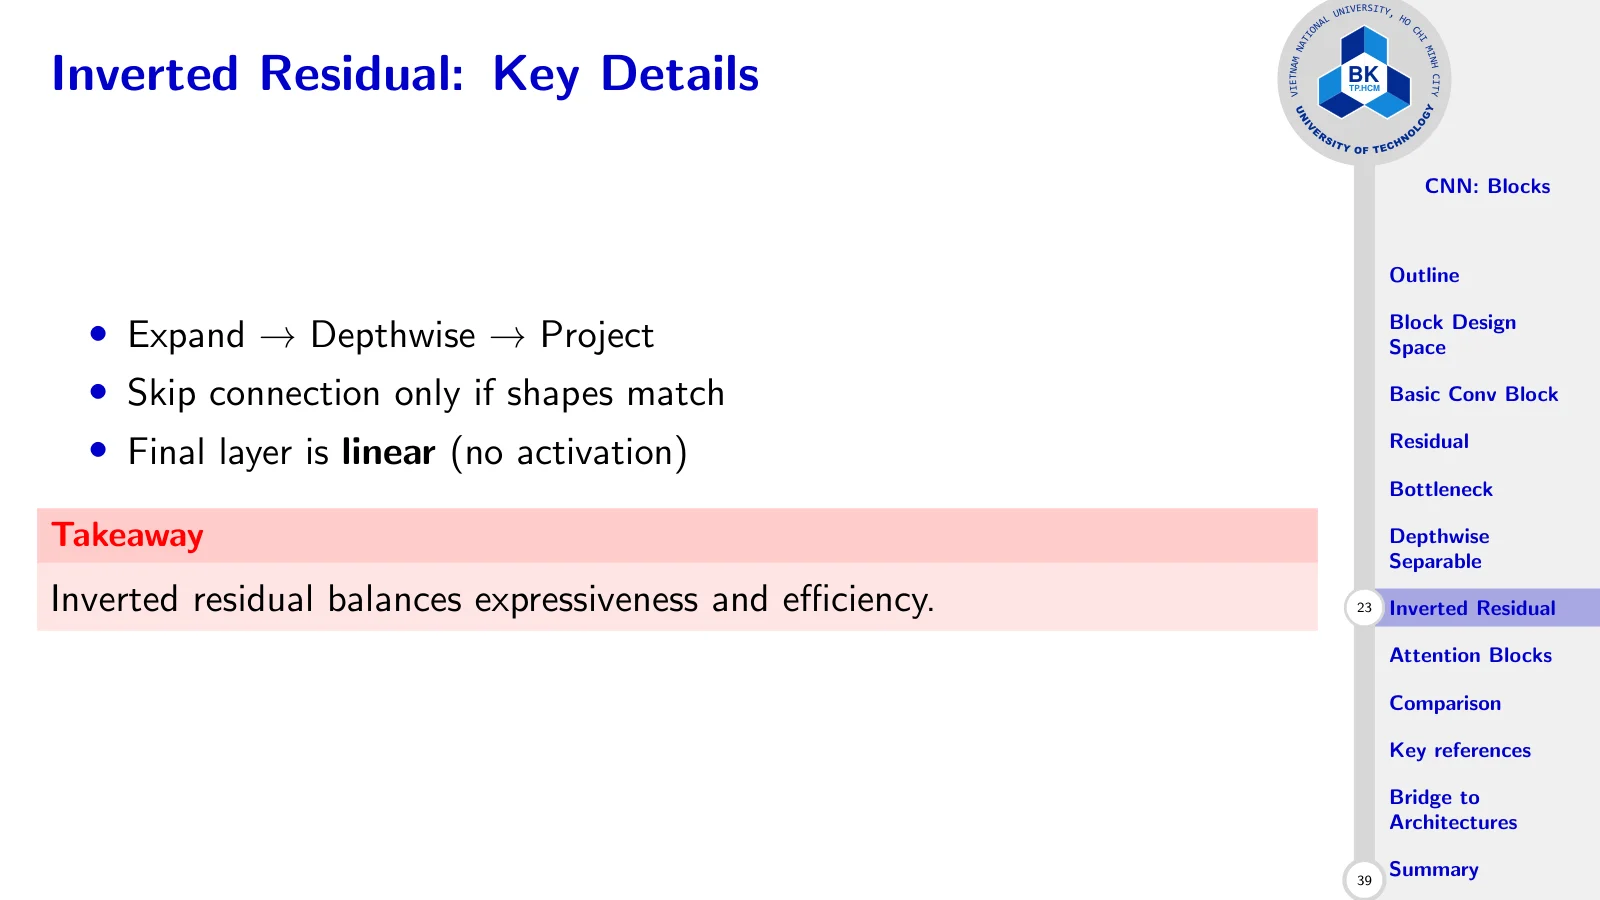 Inverted Residual: Key Details
VIETNAM NATIONAL UNIVERSITY, HO CHI MINH CITY
BK
TP.HCM
UNIVERSITY OF TECHNOLOGY
• Expand → Depthwise → Project
• Skip connection only if shapes match
• Final layer is linear (no activation)
Takeaway
Inverted residual balances expressiveness and efficiency.
CNN: Blocks
Outline
Block Design
Space
Basic Conv Block
Residual
Bottleneck
Depthwise
Separable
23 Inverted Residual
Attention Blocks
Comparison
Key references
Bridge to
Architectures
Summary
39